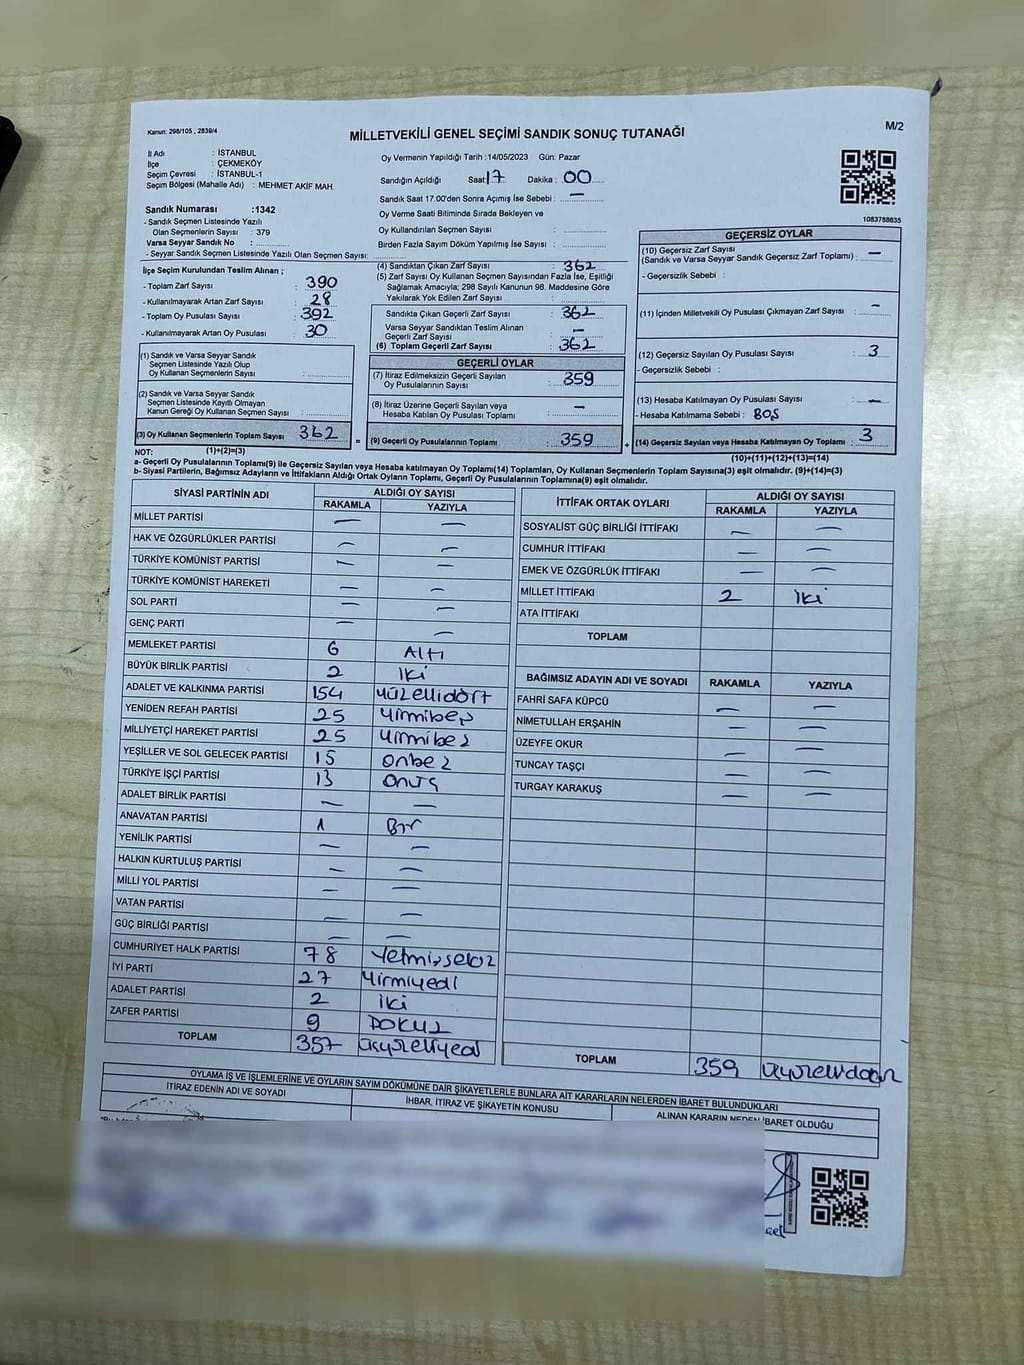 Kanun: 298/105 , 2839/4
MİLLETVEKİLİ GENEL SEÇİMİ SANDIK SONUÇ TUTANAĞI
M/2
İl Adı : İSTANBUL
İlçe : ÇEKMEKÖY
Seçim Çevresi : İSTANBUL-1
Seçim Bölgesi (Mahalle Adı) : MEHMET AKİF MAH.
Sandık Numarası :1342
- Sandık Seçmen Listesinde Yazılı
Olan Seçmenlerin Sayısı : 379
Varsa Seyyar Sandık No :
- Seyyar Sandık Seçmen Listesinde Yazılı Olan Seçmen Sayısı:
Oy Vermenin Yapıldığı Tarih :14/05/2023 Gün: Pazar
Sandığın Açıldığı Saat: 17 Dakika : 00
Sandık Saat 17.00'den Sonra Açımış İse Sebebi : —
Oy Verme Saati Bitiminde Sırada Bekleyen ve
Oy Kullandırılan Seçmen Sayısı :
Birden Fazla Sayım Döküm Yapılmış İse Sayısı :
1083788635
İlçe Seçim Kurulundan Teslim Alınan ;
- Toplam Zarf Sayısı : 390
- Kullanılmayarak Artan Zarf Sayısı : 28
- Toplam Oy Pusulası Sayısı : 392
- Kullanılmayarak Artan Oy Pusulası : 30
(1) Sandık ve Varsa Seyyar Sandık
Seçmen Listesinde Yazılı Olup
Oy Kullanan Seçmenlerin Sayısı :
(2) Sandık ve Varsa Seyyar Sandık
Seçmen Listesinde Kayıtlı Olmayan
Kanun Gereği Oy Kullanan Seçmen Sayısı :
(3) Oy Kullanan Seçmenlerin Toplam Sayısı : 362
(1)+(2)=(3)
(4) Sandıktan Çıkan Zarf Sayısı : 362
(5) Zarf Sayısı Oy Kullanan Seçmen Sayısından Fazla İse, Eşitliği
Sağlamak Amacıyla; 298 Sayılı Kanunun 98. Maddesine Göre
Yakılarak Yok Edilen Zarf Sayısı :
Sandıkta Çıkan Geçerli Zarf Sayısı : 362
Varsa Seyyar Sandıktan Teslim Alınan
Geçerli Zarf Sayısı : —
(6) Toplam Geçerli Zarf Sayısı : 362
GEÇERLİ OYLAR
(7) İtiraz Edilmeksizin Geçerli Sayılan
Oy Pusulalarının Sayısı : 359
(8) İtiraz Üzerine Geçerli Sayılan veya
Hesaba Katılan Oy Pusulası Toplamı : —
= (9) Geçerli Oy Pusulalarının Toplamı : 359 +
GEÇERSİZ OYLAR
(10) Geçersiz Zarf Sayısı
(Sandık ve Varsa Seyyar Sandık Geçersiz Zarf Toplamı) : —
- Geçersizlik Sebebi :
(11) İçinden Milletvekili Oy Pusulası Çıkmayan Zarf Sayısı : —
(12) Geçersiz Sayılan Oy Pusulası Sayısı : 3
- Geçersizlik Sebebi :
(13) Hesaba Katılmayan Oy Pusulası Sayısı : —
- Hesaba Katılmama Sebebi : BOŞ
(14) Geçersiz Sayılan veya Hesaba Katılmayan Oy Toplamı : 3
(10)+(11)+(12)+(13)=(14)
NOT:
a- Geçerli Oy Pusulaları Toplamı(9) ile Geçersiz Sayılan veya Hesaba katılmayan Oy Toplamı(14) Toplamları, Oy Kullanan Seçmenlerin Toplam Sayısına(3) eşit olmalıdır. (9)+(14)=(3)
b- Siyasi Partilerin, Bağımsız Adayların ve İttifakların Aldığı Ortak Oyların Toplamı, Geçerli Oy Pusulalarının Toplamına(9) eşit olmalıdır.
SİYASİ PARTİNİN ADI ALDIĞI OY SAYISI
RAKAMLA YAZIYLA
MİLLET PARTİSİ — —
HAK VE ÖZGÜRLÜKLER PARTİSİ — —
TÜRKİYE KOMÜNİST PARTİSİ — —
TÜRKİYE KOMÜNİST HAREKETİ — —
SOL PARTİ — —
GENÇ PARTİ — —
MEMLEKET PARTİSİ 6 Altı
BÜYÜK BİRLİK PARTİSİ 2 İki
ADALET VE KALKINMA PARTİSİ 154 Yüzellidört
YENİDEN REFAH PARTİSİ 25 Yirmibeş
MİLLİYETÇİ HAREKET PARTİSİ 25 Yirmibeş
YEŞİLLER VE SOL GELECEK PARTİSİ 15 Onbeş
TÜRKİYE İŞÇİ PARTİSİ 13 Onüç
ADALET BİRLİK PARTİSİ — —
ANAVATAN PARTİSİ 1 Bir
YENİLİK PARTİSİ — —
HALKIN KURTULUŞ PARTİSİ — —
MİLLİ YOL PARTİSİ — —
VATAN PARTİSİ — —
GÜÇ BİRLİĞİ PARTİSİ — —
CUMHURİYET HALK PARTİSİ 78 Yetmişsekiz
İYİ PARTİ 27 Yirmiyedi
ADALET PARTİSİ 2 İki
ZAFER PARTİSİ 9 Dokuz
TOPLAM 357 Üçyüzelliyedi
İTTİFAK ORTAK OYLARI ALDIĞI OY SAYISI
RAKAMLA YAZIYLA
SOSYALİST GÜÇ BİRLİĞİ İTTİFAKI — —
CUMHUR İTTİFAKI — —
EMEK VE ÖZGÜRLÜK İTTİFAKI — —
MİLLET İTTİFAKI 2 İki
ATA İTTİFAKI
TOPLAM
BAĞIMSIZ ADAYIN ADI VE SOYADI RAKAMLA YAZIYLA
FAHRİ SAFA KÜPCÜ — —
NİMETULLAH ERŞAHİN — —
ÜZEYFE OKUR — —
TUNCAY TAŞÇI — —
TURGAY KARAKUŞ — —
TOPLAM 359 Üçyüzellidokuz
OYLAMA İŞ VE İŞLEMLERİNE VE OYLARIN SAYIM DÖKÜMÜNE DAİR ŞİKAYETLERLE BUNLARA AİT KARARLARIN NELERDEN İBARET BULUNDUKLARI
İTİRAZ EDENİN ADI VE SOYADI İHBAR, İTİRAZ VE ŞİKAYETİN KONUSU ALINAN KARARIN NEDEN İBARET OLDUĞU